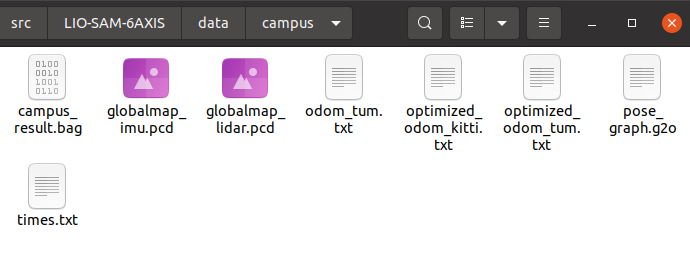 src LIO-SAM-6AXIS data campus
campus_ globalmap_ globalmap_ odom_tum. optimized_ optimized_ pose_
result.bag imu.pcd lidar.pcd txt odom_kitti. odom_tum. graph.g2o
txt txt
times.txt